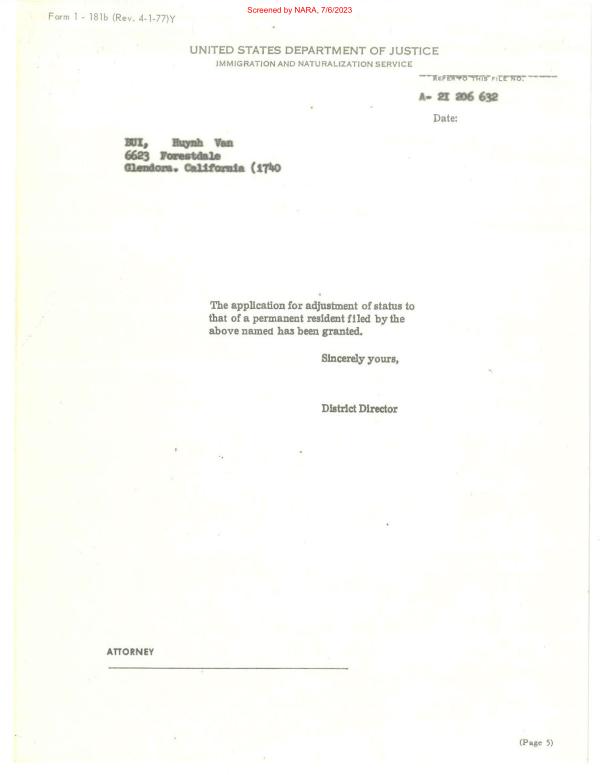 Screened by NARA, 7/6/2023
Form I - 181b (Rev. 4-1-77)Y
UNITED STATES DEPARTMENT OF JUSTICE
IMMIGRATION AND NATURALIZATION SERVICE
REFER TO THIS FILE NO.
A- 21 206 632
Date:
BUI, Huynh Van
6623 Forestdale
Glendora. California (1740
The application for adjustment of status to
that of a permanent resident filed by the
above named has been granted.
Sincerely yours,
District Director
ATTORNEY
(Page 5)